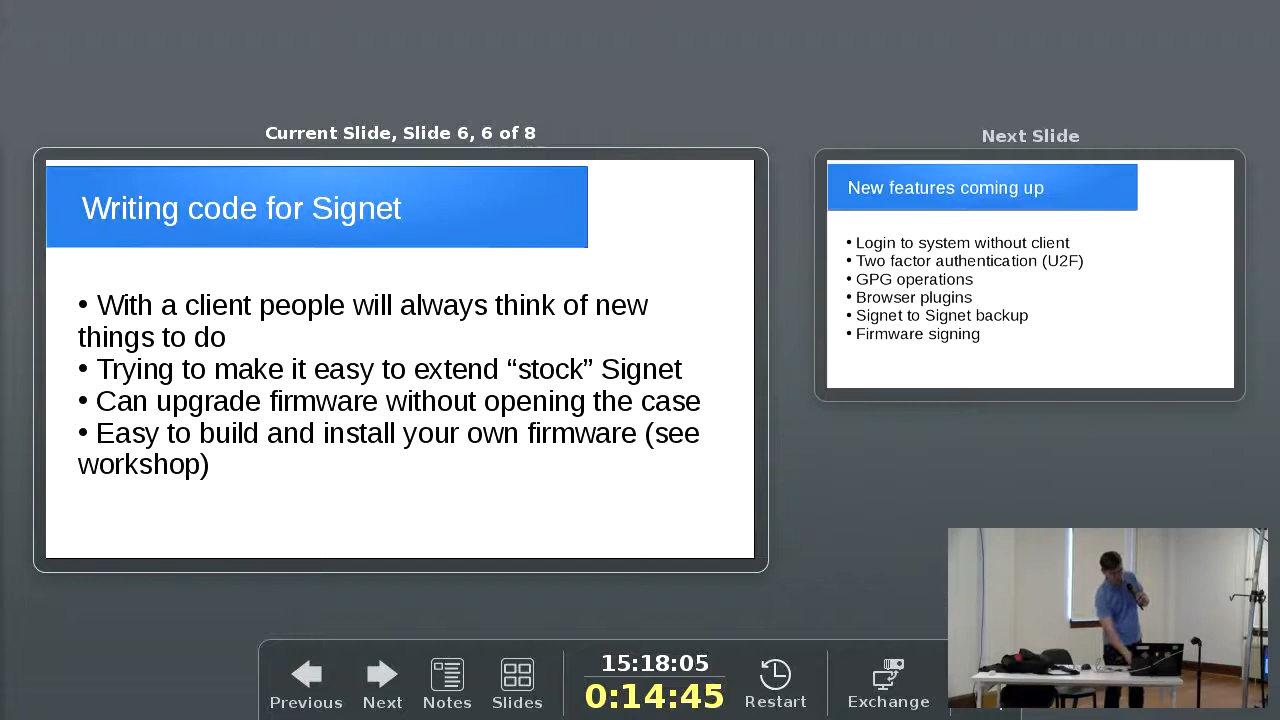 Current Slide, Slide 6, 6 of 8
Writing code for Signet
• With a client people will always think of new
things to do
• Trying to make it easy to extend “stock” Signet
• Can upgrade firmware without opening the case
• Easy to build and install your own firmware (see
workshop)
Next Slide
New features coming up
• Login to system without client
• Two factor authentication (U2F)
• GPG operations
• Browser plugins
• Signet to Signet backup
• Firmware signing
Previous
Next
Notes
Slides
15:18:05
0:14:45
Restart
Exchange